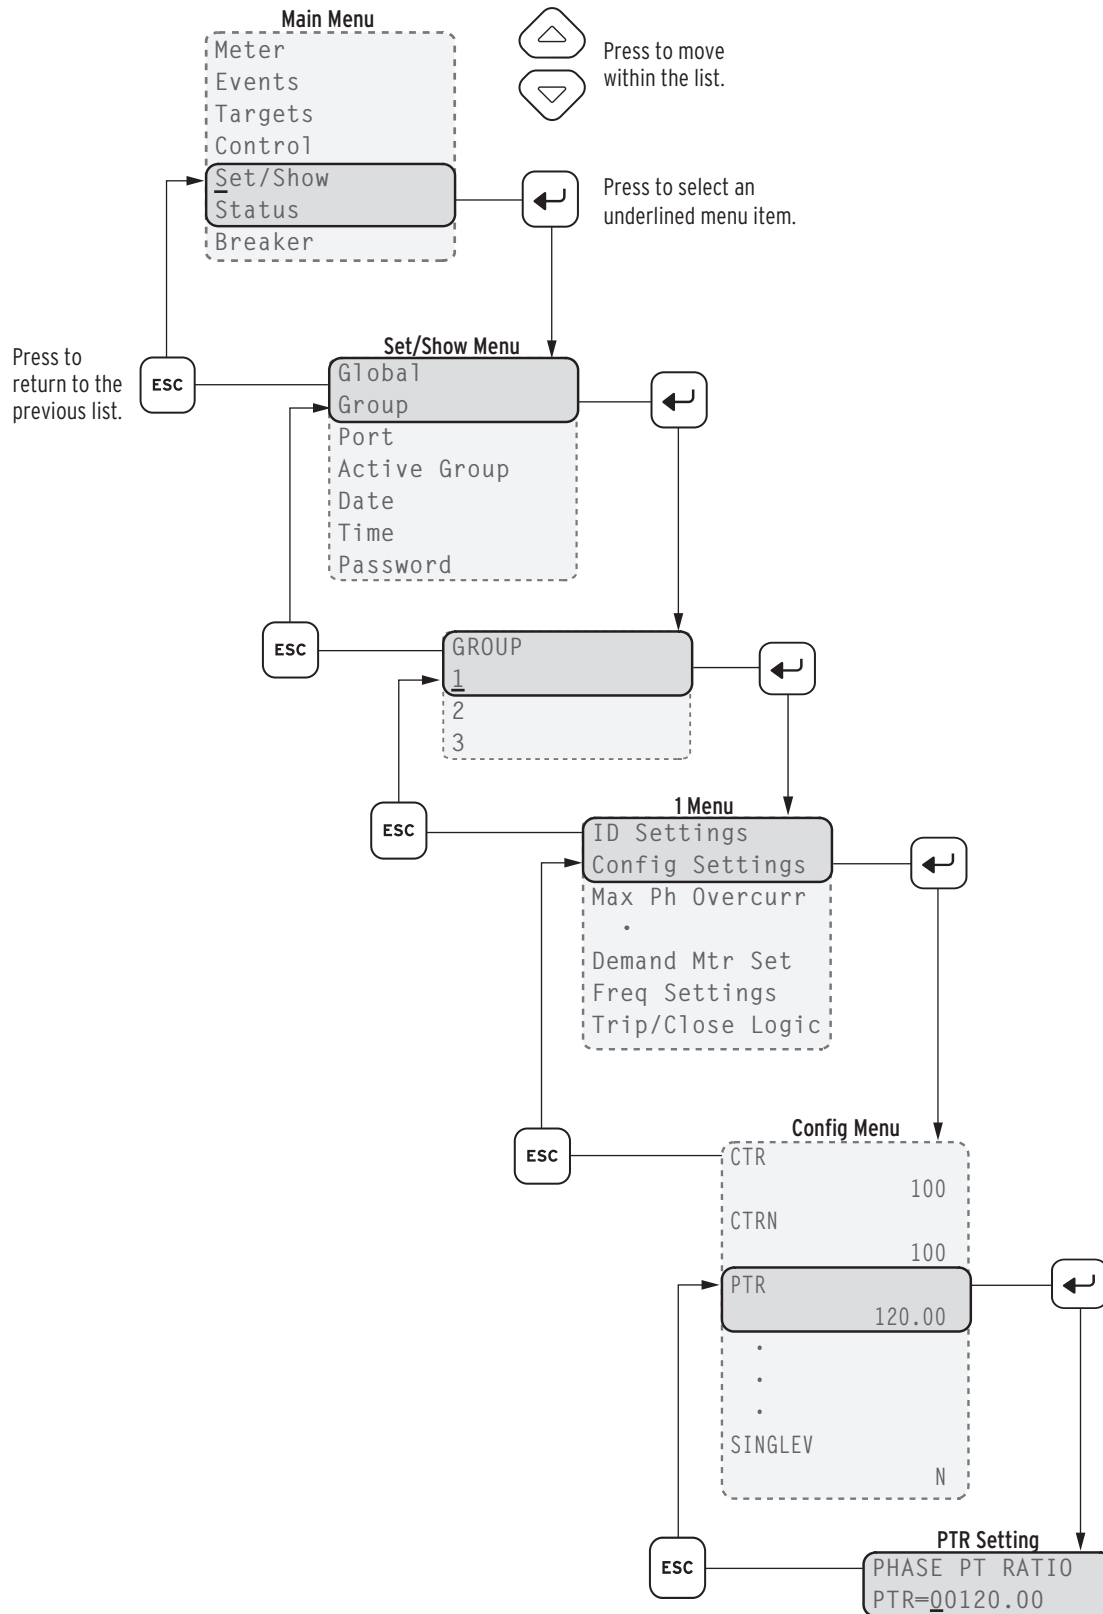 Main Menu
Meter
Events
Targets
Control
Set/Show
Status
Breaker
Press to move
within the list.
Press to select an
underlined menu item.
Press to
return to the
previous list.
ESC
Set/Show Menu
Global
Group
Port
Active Group
Date
Time
Password
ESC
GROUP
1
2
3
ESC
1 Menu
ID Settings
Config Settings
Max Ph Overcurr
.
Demand Mtr Set
Freq Settings
Trip/Close Logic
ESC
Config Menu
CTR
100
CTRN
100
PTR
120.00
.
.
.
SINGLEV
N
ESC
PTR Setting
PHASE PT RATIO
PTR=00120.00